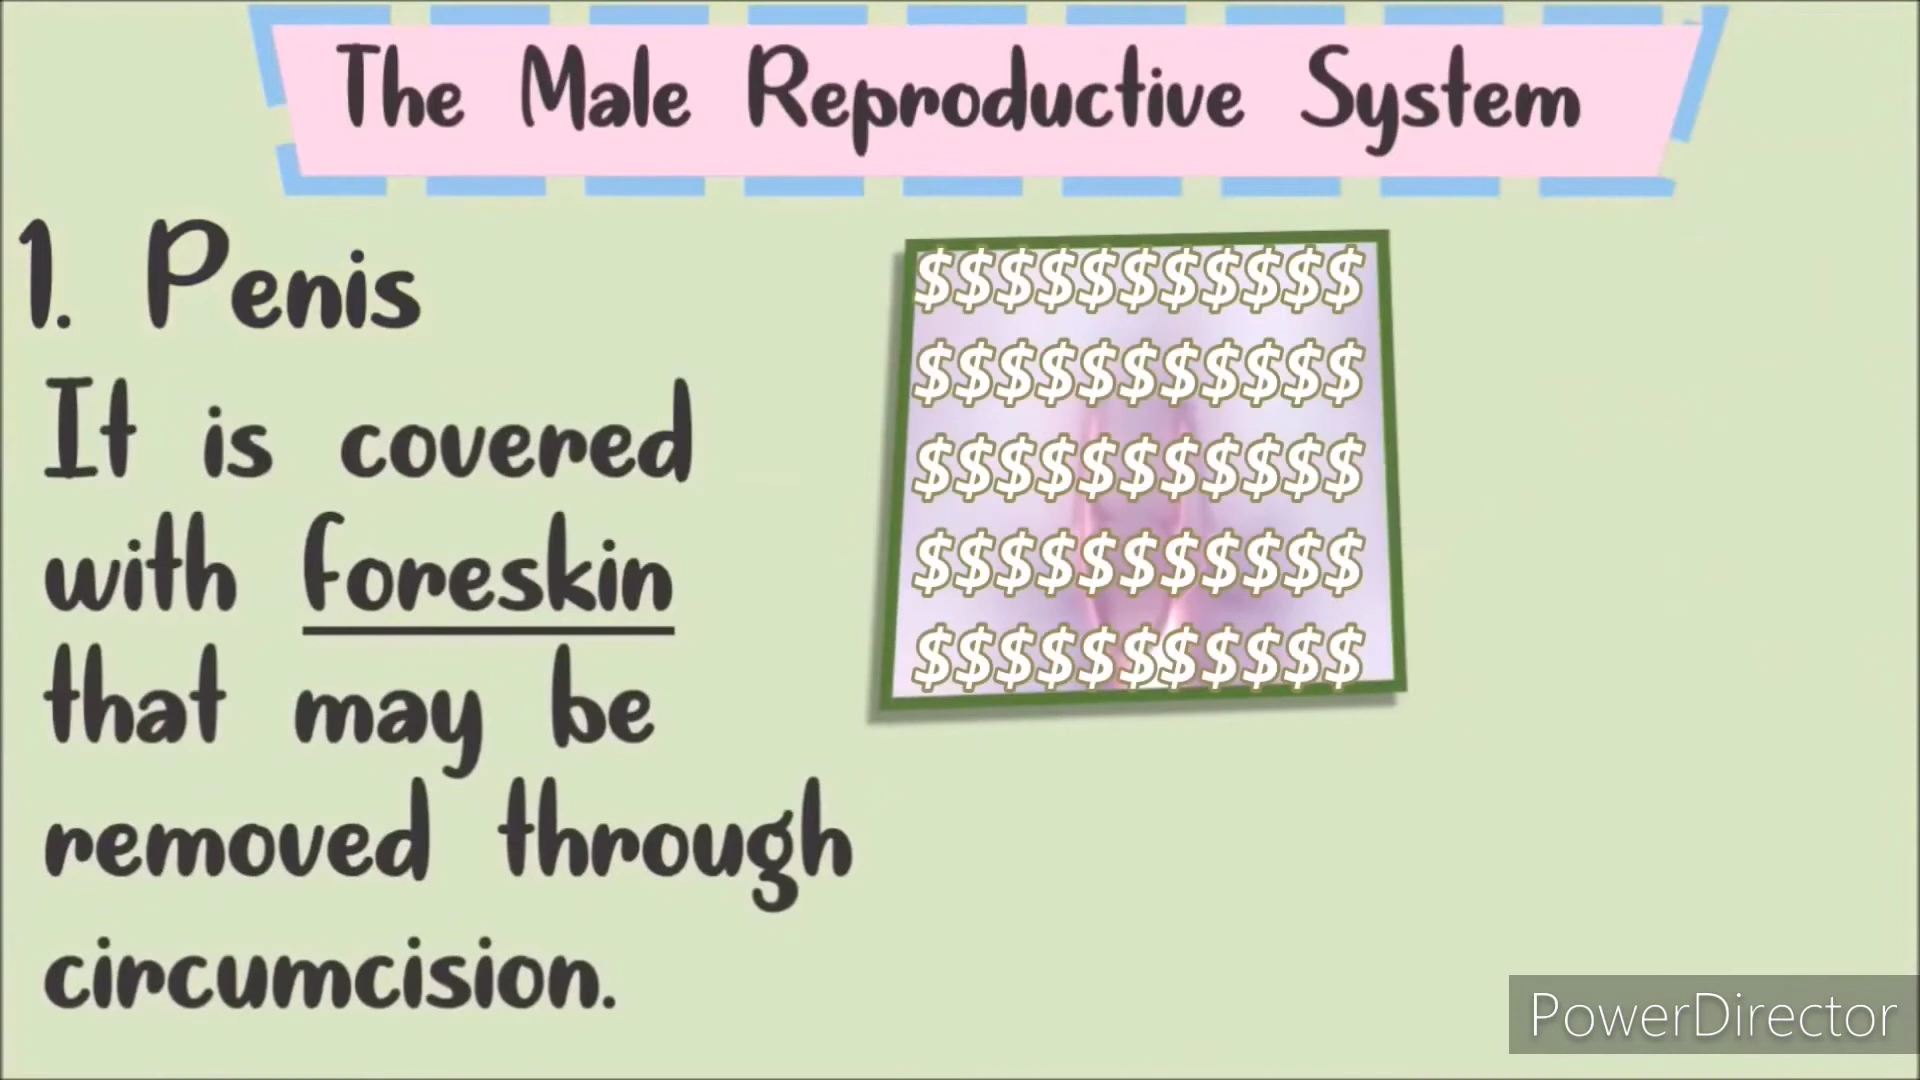 The Male Reproductive System
1. Penis
It is covered
with foreskin
that may be
removed through
circumcision.
$$$$$$$$$$$
$$$$$$$$$$$
$$$$$$$$$$$
$$$$$$$$$$$
$$$$$$$$$$$
PowerDirector